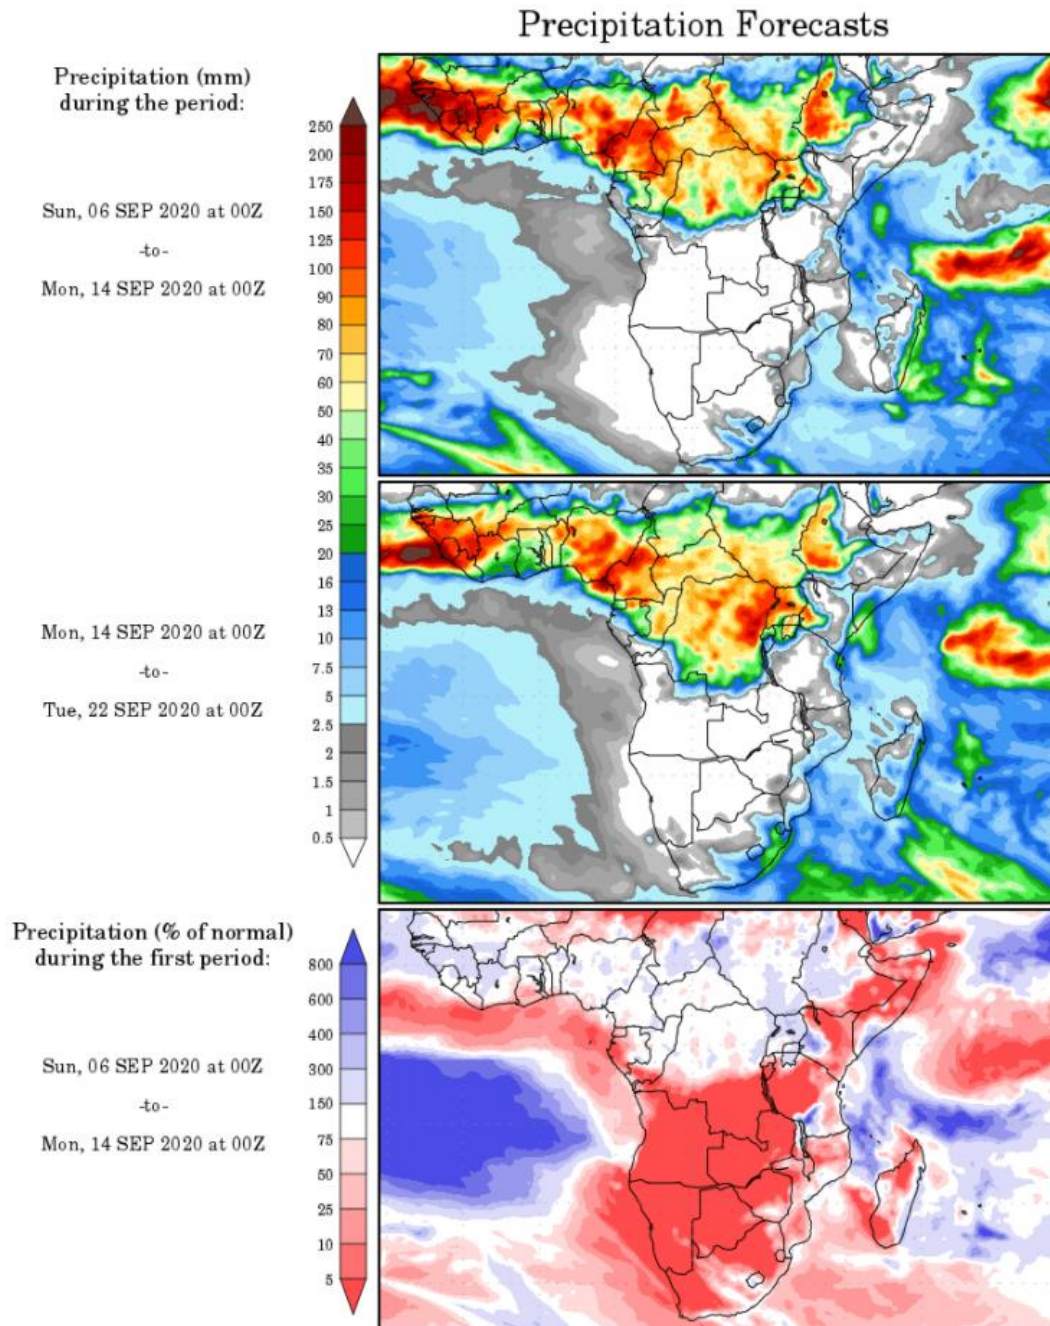 Precipitation Forecasts
Precipitation (mm)
during the period:
Sun, 06 SEP 2020 at 00Z
-to-
Mon, 14 SEP 2020 at 00Z
250
200
175
150
125
100
90
80
70
60
50
40
35
30
25
20
16
13
10
7.5
5
2.5
2
1.5
1
0.5
Mon, 14 SEP 2020 at 00Z
-to-
Tue, 22 SEP 2020 at 00Z
Precipitation (% of normal)
during the first period:
Sun, 06 SEP 2020 at 00Z
-to-
Mon, 14 SEP 2020 at 00Z
800
600
400
300
150
75
50
25
10
5